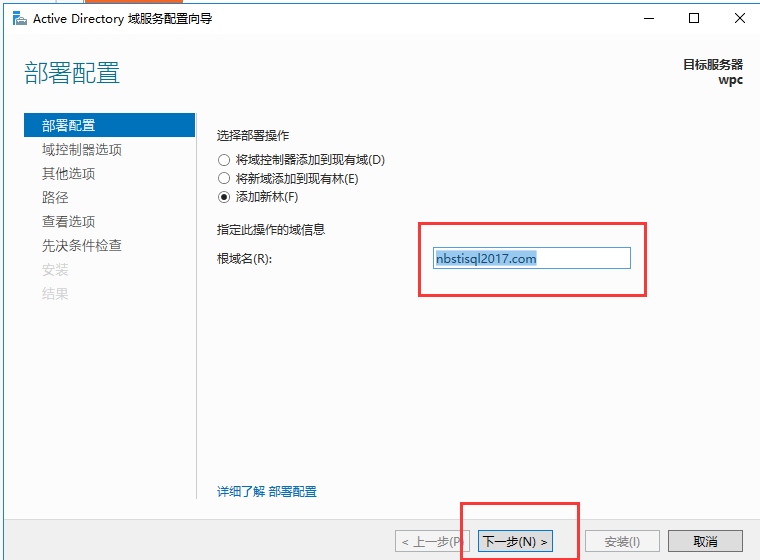 Active Directory 域服务配置向导
部署配置
目标服务器
wpc
部署配置
域控制器选项
其他选项
路径
查看选项
先决条件检查
安装
结果
选择部署操作
将域控制器添加到现有域(D)
将新域添加到现有林(E)
添加新林(F)
指定此操作的域信息
根域名(R):
nbstisql2017.com
详细了解 部署配置
< 上一步(P)
下一步(N) >
安装(I)
取消